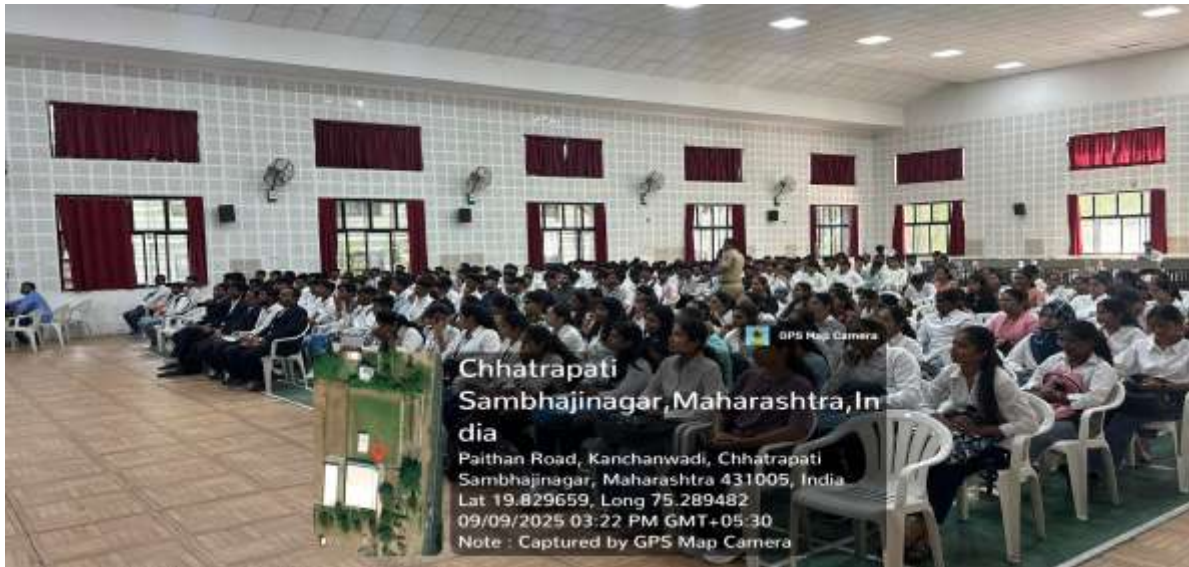 GPS Map Camera
Chhatrapati
Sambhajinagar,Maharashtra,In
dia
Paithan Road, Kanchanwadi, Chhatrapati
Sambhajinagar, Maharashtra 431005, India
Lat 19.829659, Long 75.289482
09/09/2025 03:22 PM GMT+05:30
Note : Captured by GPS Map Camera